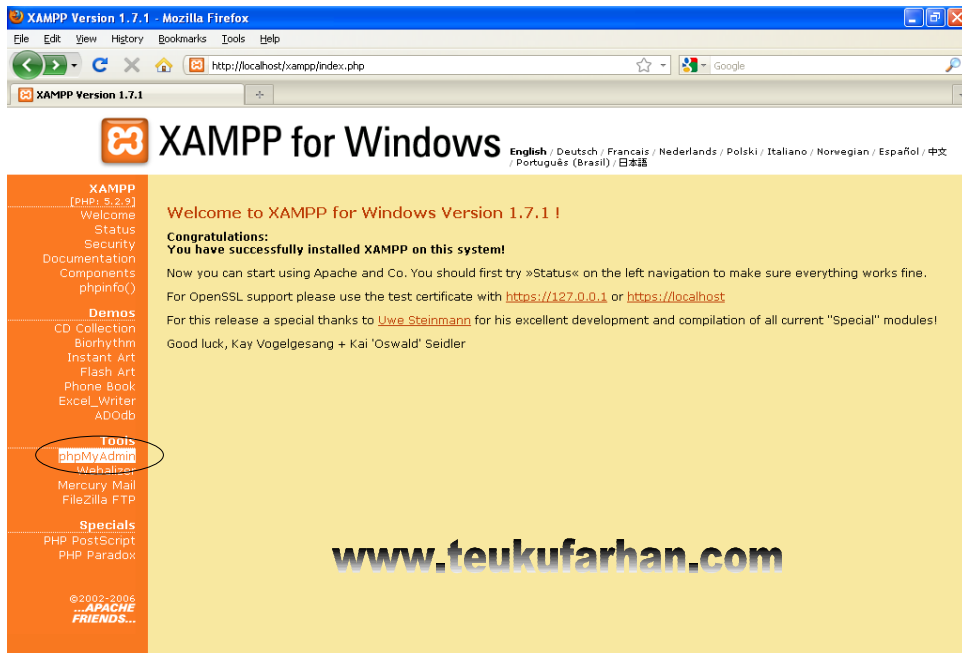 XAMPP Version 1.7.1 - Mozilla Firefox
File Edit View History Bookmarks Tools Help
http://localhost/xampp/index.php
Google
XAMPP Version 1.7.1
XAMPP for Windows
English / Deutsch / Francais / Nederlands / Polski / Italiano / Norwegian / Español / 中文
/ Português (Brasil) / 日本語
XAMPP
[PHP: 5.2.9]
Welcome
Status
Security
Documentation
Components
phpinfo()
Demos
CD Collection
Biorhythm
Instant Art
Flash Art
Phone Book
Excel_Writer
ADOdb
Tools
phpMyAdmin
Webalizer
Mercury Mail
FileZilla FTP
Specials
PHP PostScript
PHP Paradox
©2002-2006
...APACHE
FRIENDS...
Welcome to XAMPP for Windows Version 1.7.1 !
Congratulations:
You have successfully installed XAMPP on this system!
Now you can start using Apache and Co. You should first try »Status« on the left navigation to make sure everything works fine.
For OpenSSL support please use the test certificate with https://127.0.0.1 or https://localhost
For this release a special thanks to Uwe Steinmann for his excellent development and compilation of all current "Special" modules!
Good luck, Kay Vogelgesang + Kai 'Oswald' Seidler
www.teukufarhan.com